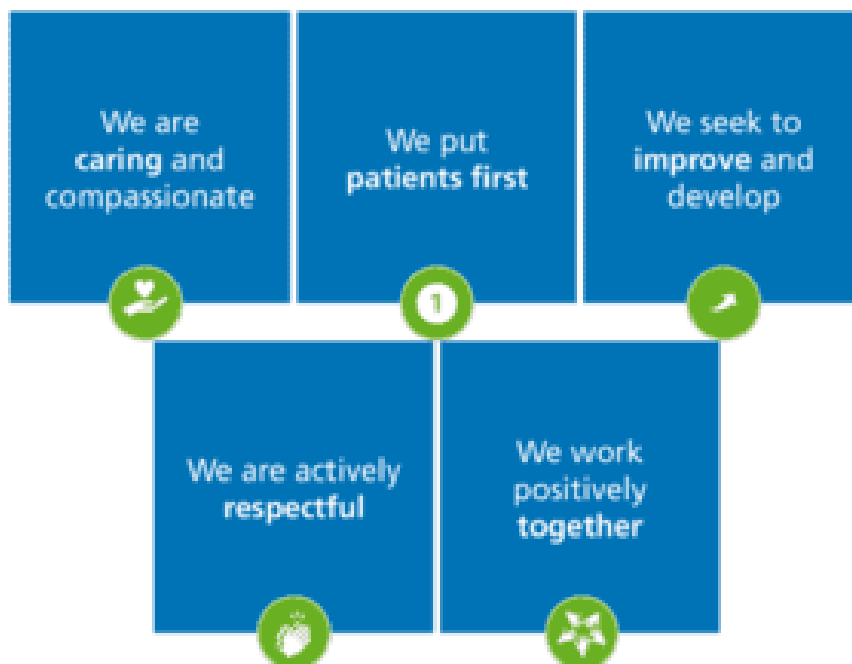 We are
caring and
compassionate
We put
patients first
We seek to
improve and
develop
1
We are actively
respectful
We work
positively
together